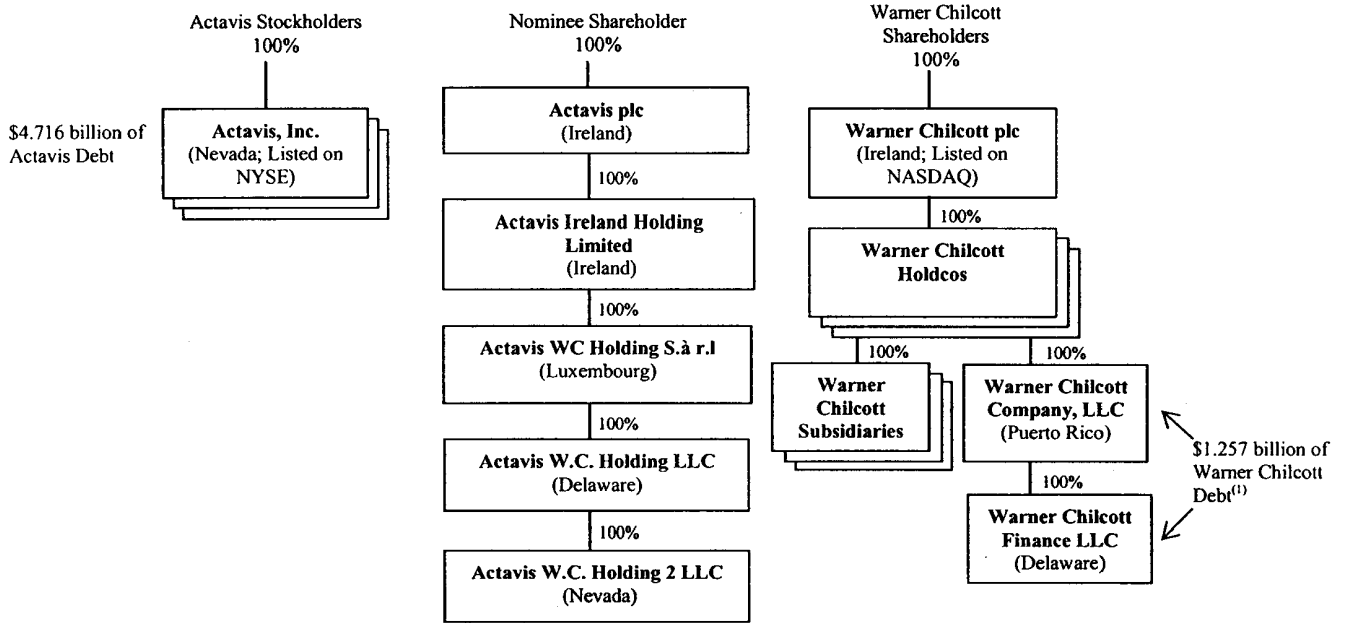 Actavis Stockholders
100%
$4.716 billion of
Actavis Debt
Actavis, Inc.
(Nevada; Listed on
NYSE)
Nominee Shareholder
100%
Actavis plc
(Ireland)
100%
Actavis Ireland Holding
Limited
(Ireland)
100%
Actavis WC Holding S.à r.l
(Luxembourg)
100%
Actavis W.C. Holding LLC
(Delaware)
100%
Actavis W.C. Holding 2 LLC
(Nevada)
Warner Chilcott
Shareholders
100%
Warner Chilcott plc
(Ireland; Listed on
NASDAQ)
100%
Warner Chilcott
Holdcos
100%
Warner
Chilcott
Subsidiaries
100%
Warner Chilcott
Company, LLC
(Puerto Rico)
100%
Warner Chilcott
Finance LLC
(Delaware)
$1.257 billion of
Warner Chilcott
Debt(1)